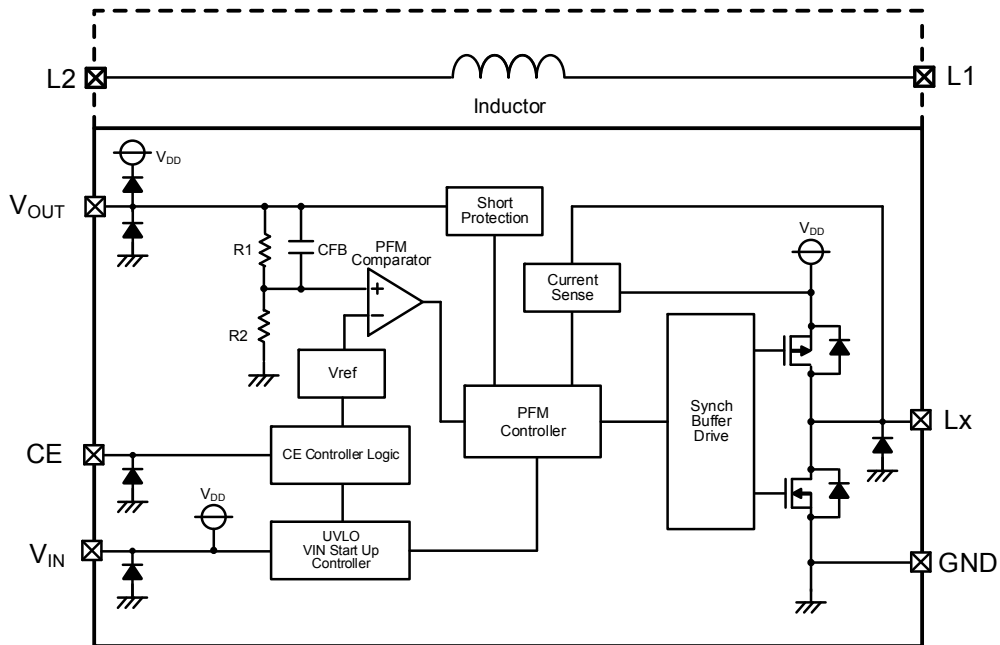 L2
L1
Inductor
VDD
VOUT
Short
Protection
R1
CFB
PFM
Comparator
VDD
Current
Sense
+
−
R2
Vref
Synch
Buffer
Drive
PFM
Controller
Lx
CE
CE Controller Logic
VDD
VIN
UVLO
VIN Start Up
Controller
GND